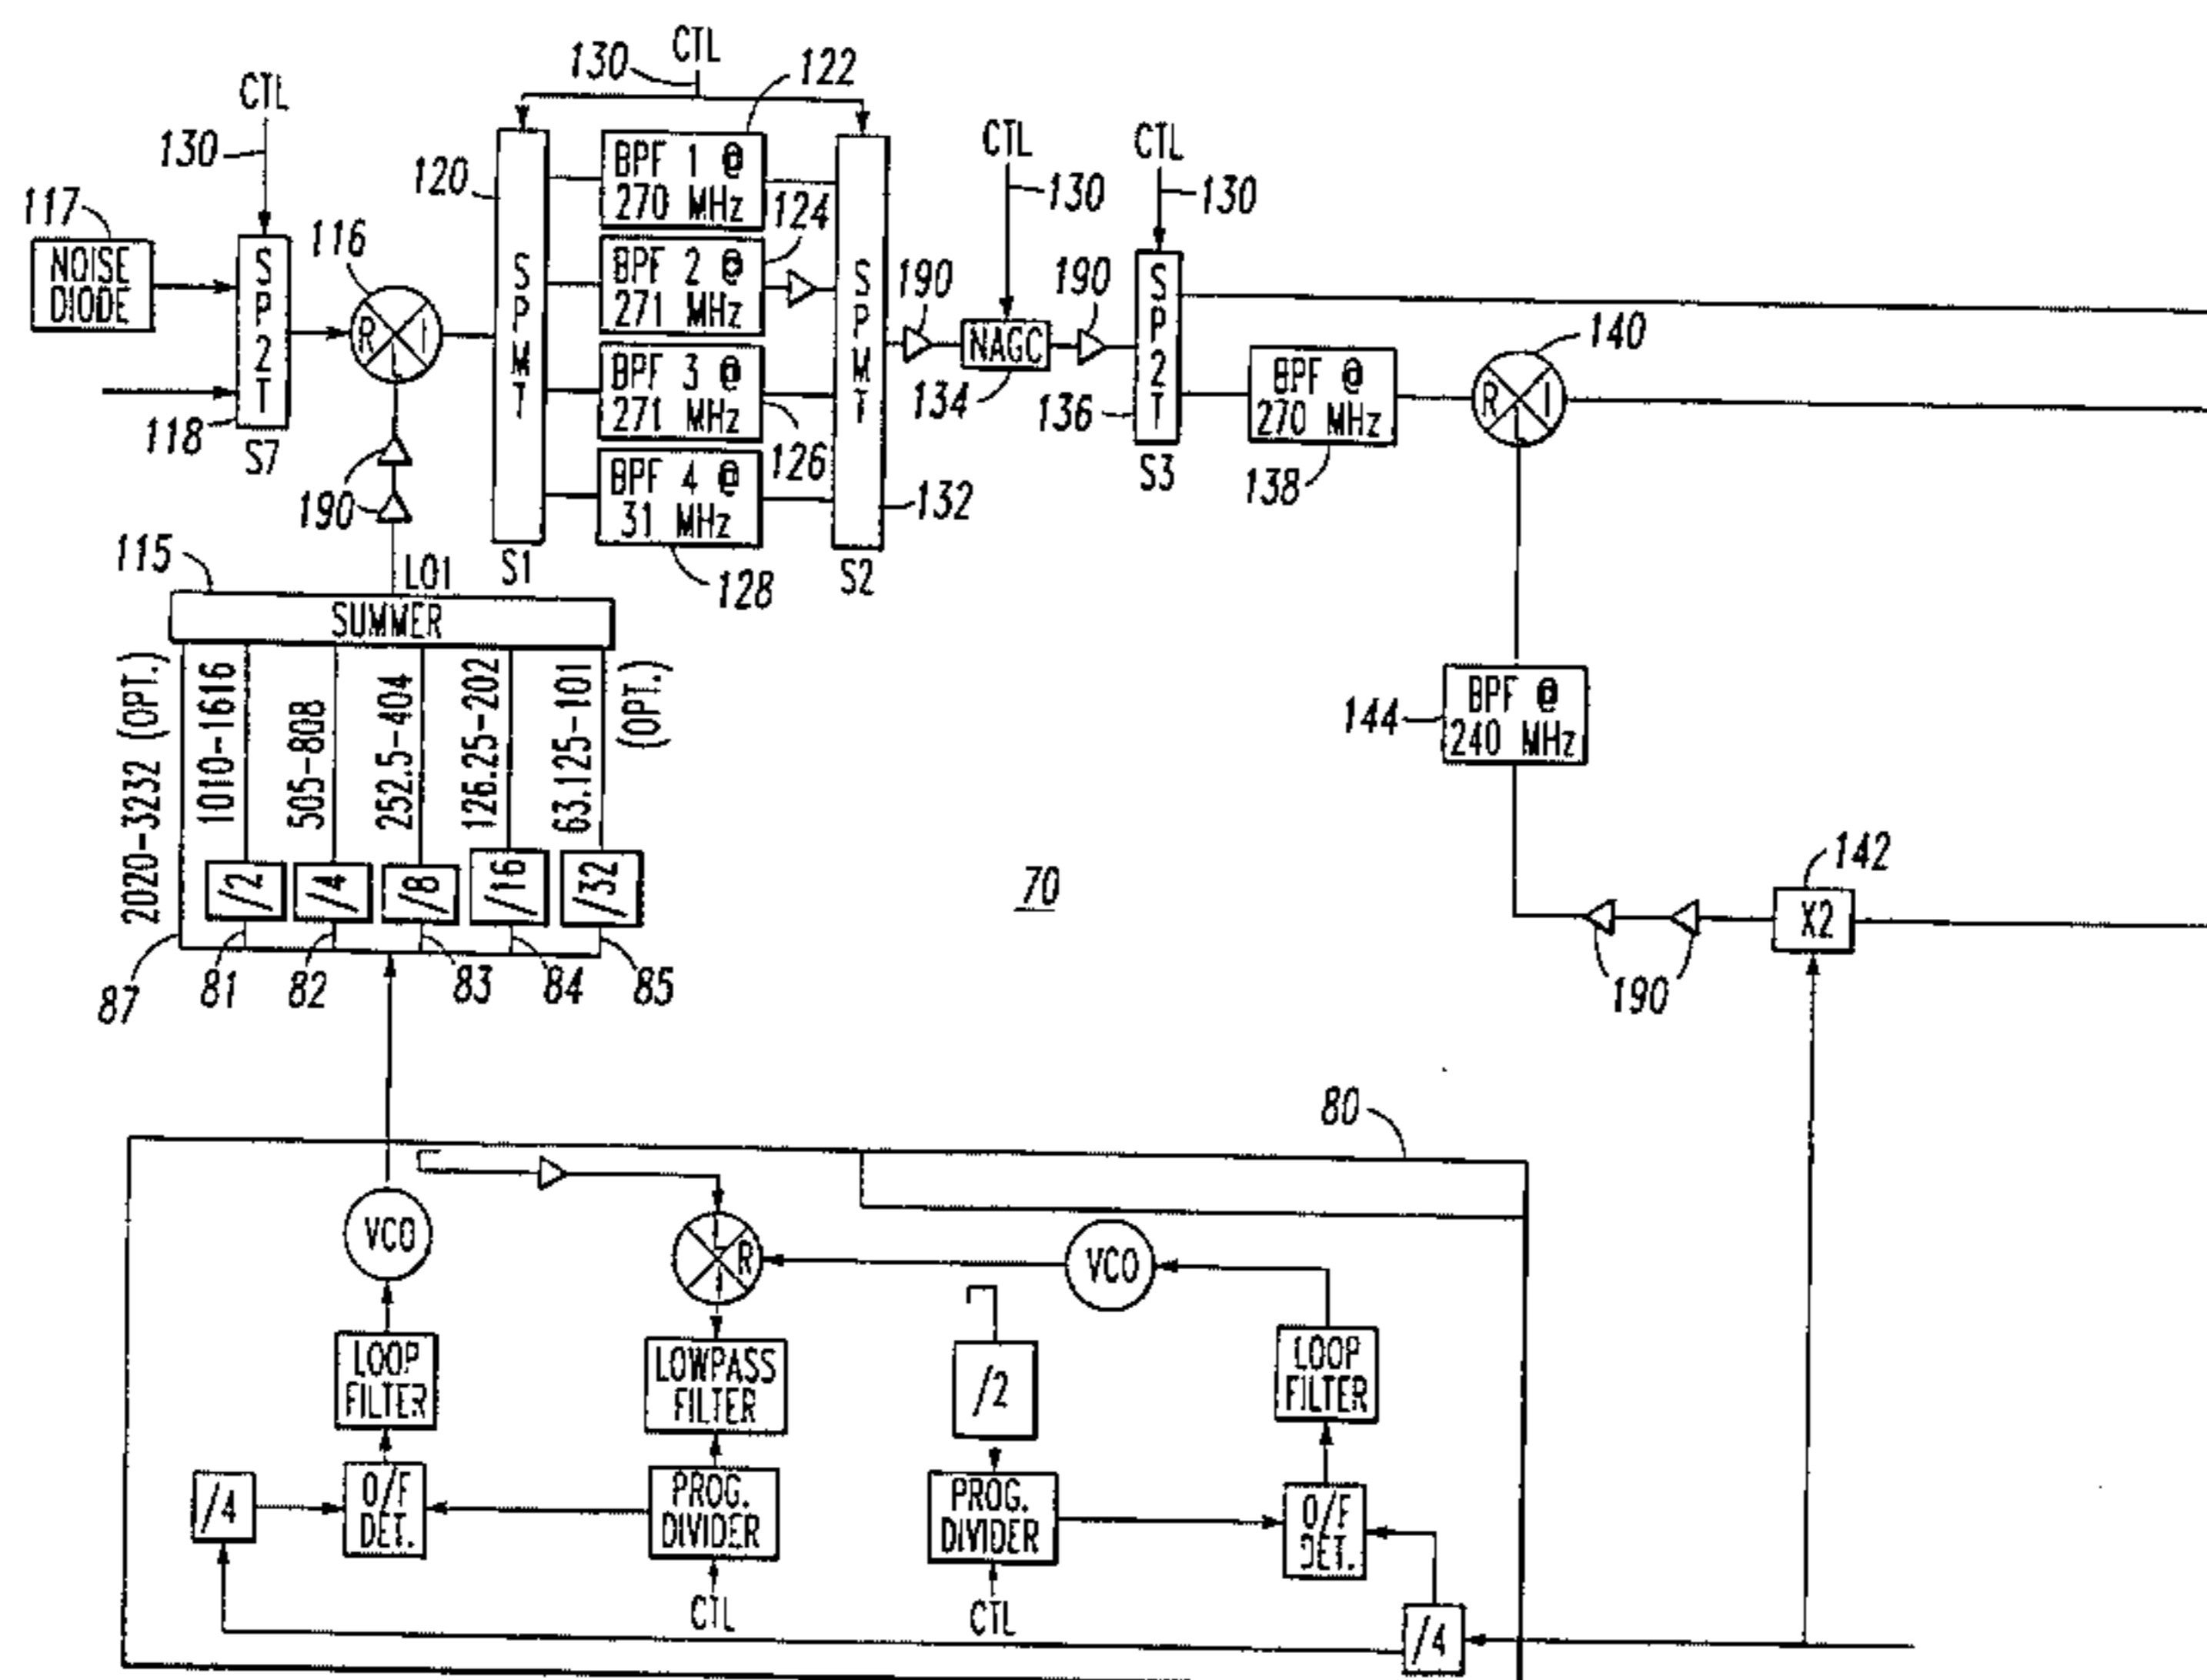 CTL
130
CTL
122
130
120
BPF 1 @
270 MHz
124
CTL
130
CTL
130
117
NOISE
DIODE
SP2T
118
S7
116
R
I
L
190
SPMT
S1
BPF 2 @
271 MHz
BPF 3 @
271 MHz
126
BPF 4 @
31 MHz
128
SPMT
132
S2
190
NAGC
134
190
SP2T
136
S3
BPF @
270 MHz
138
140
R
I
L
115
LO1
SUMMER
2020-3232 (OPT.)
1010-1616
505-808
252.5-404
126.25-202
63.125-101
(OPT.)
/2
/4
/8
/16
/32
87
81
82
83
84
85
70
144
BPF @
240 MHz
142
X2
190
80
VCO
R
VCO
LOOP
FILTER
LOWPASS
FILTER
/2
LOOP
FILTER
/4
O/F
DET.
PROG.
DIVIDER
PROG.
DIVIDER
O/F
DET.
CTL
CTL
/4